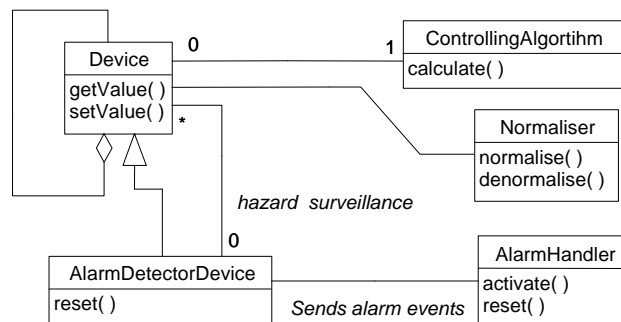 Device
getValue( )
setValue( )
0
1
ControllingAlgortihm
calculate( )
*
Normaliser
normalise( )
denormalise( )
hazard surveillance
0
AlarmDetectorDevice
reset( )
Sends alarm events
AlarmHandler
activate( )
reset( )